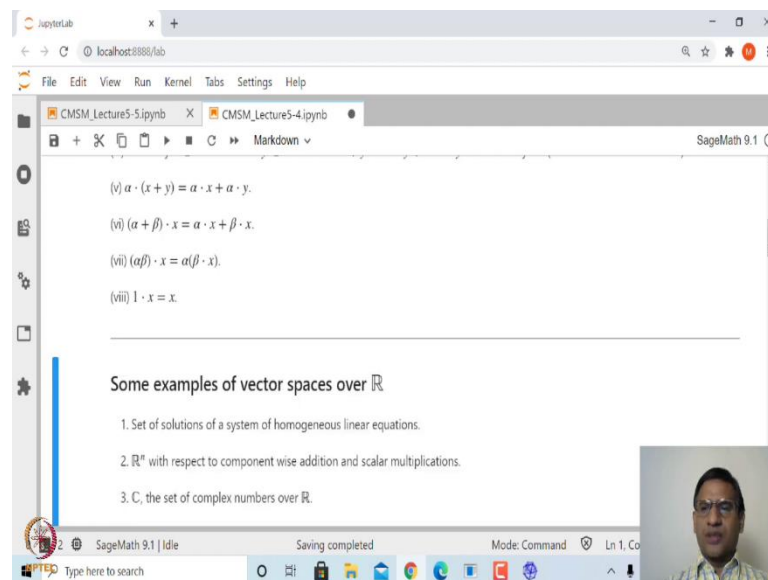 JupyterLab
localhost:8888/lab
M
File Edit View Run Kernel Tabs Settings Help
CMSM_Lecture5-5.ipynb X CMSM_Lecture5-4.ipynb
Markdown
SageMath 9.1
(v) α · (x + y) = α · x + α · y.
(vi) (α + β) · x = α · x + β · x.
(vii) (αβ) · x = α(β · x).
(viii) 1 · x = x.
Some examples of vector spaces over ℝ
1. Set of solutions of a system of homogeneous linear equations.
2. ℝⁿ with respect to component wise addition and scalar multiplications.
3. ℂ, the set of complex numbers over ℝ.
2 SageMath 9.1 | Idle Saving completed Mode: Command Ln 1, Co
NPTEL Type here to search